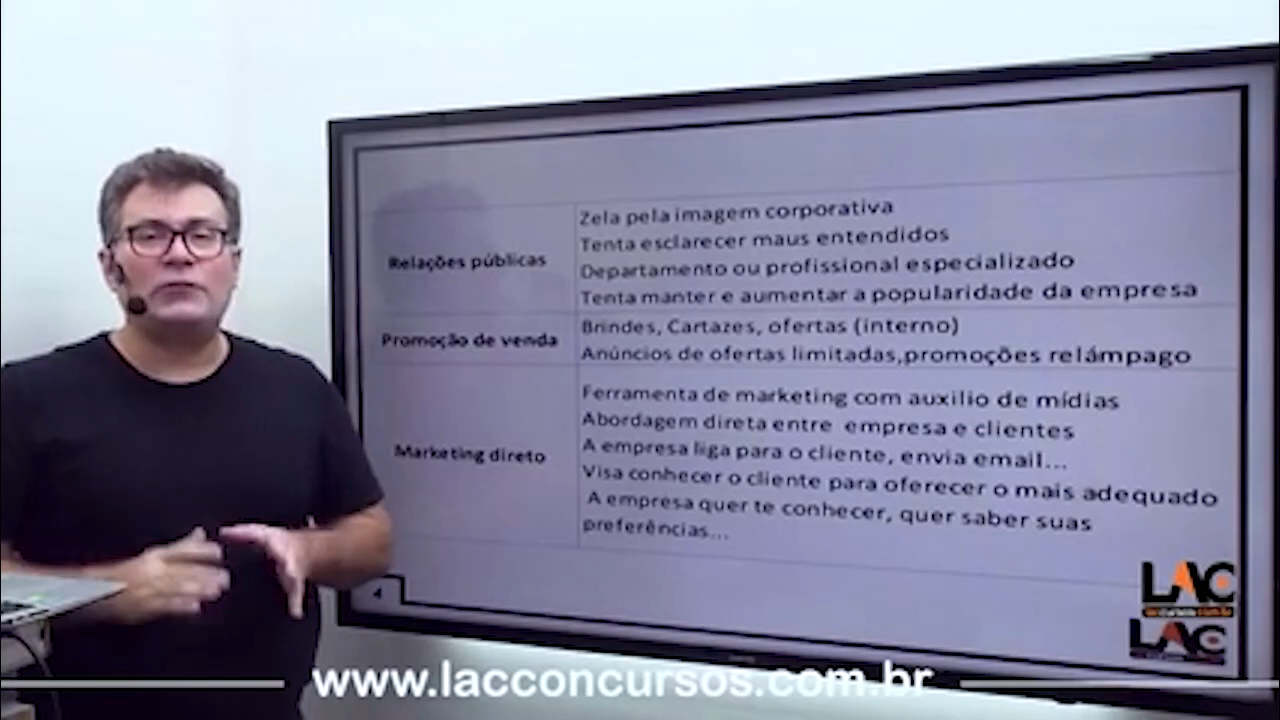 Relações públicas
Zela pela imagem corporativa
Tenta esclarecer maus entendidos
Departamento ou profissional especializado
Tenta manter e aumentar a popularidade da empresa
Promoção de venda
Brindes, Cartazes, ofertas (interno)
Anúncios de ofertas limitadas,promoções relámpago
Marketing direto
Ferramenta de marketing com auxilio de mídias
Abordagem direta entre empresa e clientes
A empresa liga para o cliente, envia email...
Visa conhecer o cliente para oferecer o mais adequado
A empresa quer te conhecer, quer saber suas
preferências...
4
LAC
LAC
www.lacconcursos.com.br